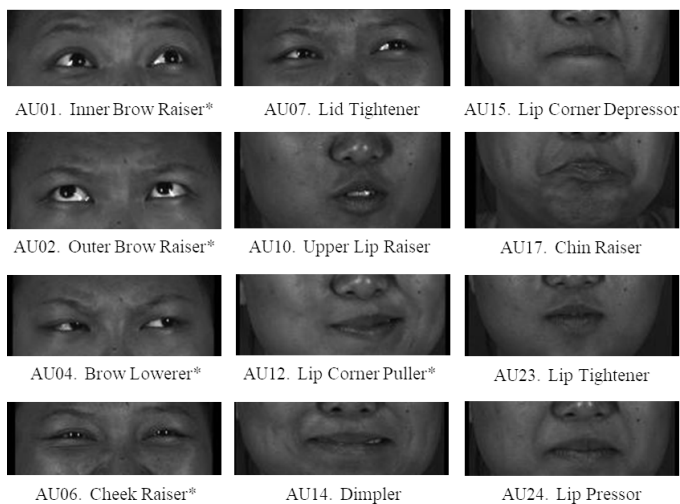 AU01. Inner Brow Raiser*
AU07. Lid Tightener
AU15. Lip Corner Depressor
AU02. Outer Brow Raiser*
AU10. Upper Lip Raiser
AU17. Chin Raiser
AU04. Brow Lowerer*
AU12. Lip Corner Puller*
AU23. Lip Tightener
AU06. Cheek Raiser*
AU14. Dimpler
AU24. Lip Pressor